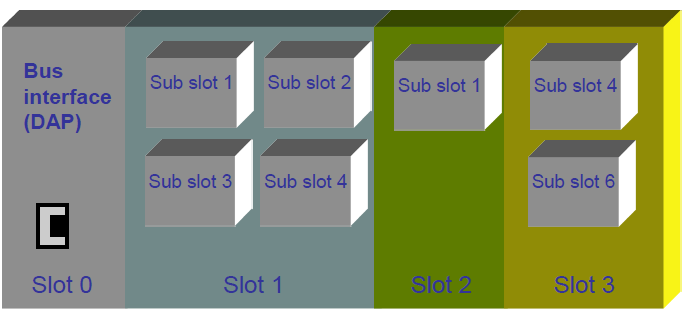 Bus
interface
(DAP)
Sub slot 1
Sub slot 2
Sub slot 3
Sub slot 4
Sub slot 1
Sub slot 4
Sub slot 6
Slot 0
Slot 1
Slot 2
Slot 3